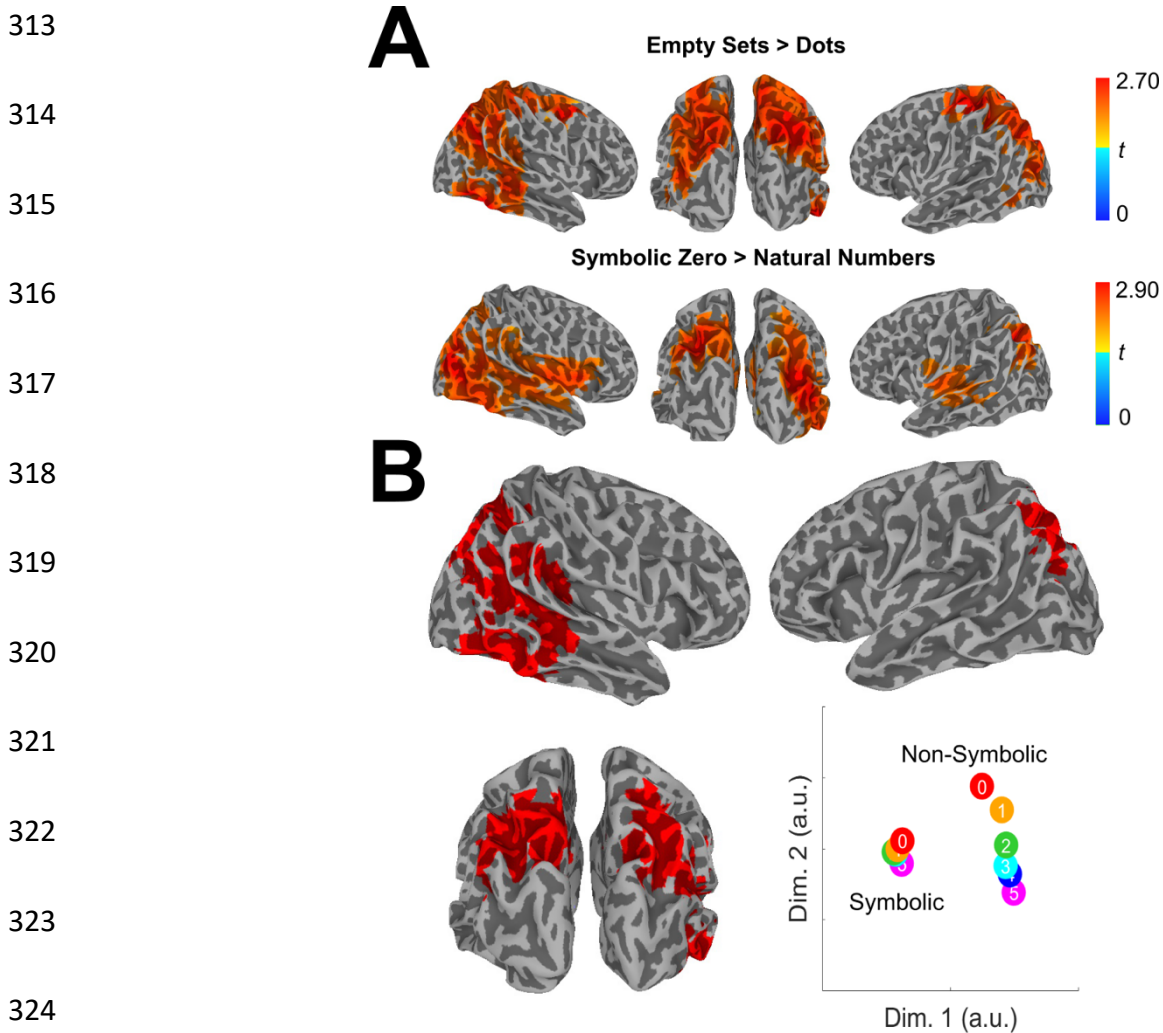 313
A
Empty Sets > Dots
314
2.70
t
315
0
Symbolic Zero > Natural Numbers
316
2.90
t
317
0
318
B
319
320
321
Non-Symbolic
0
1
322
0
2
3
3
4
5
Dim. 2 (a.u.)
Symbolic
323
324
Dim. 1 (a.u.)